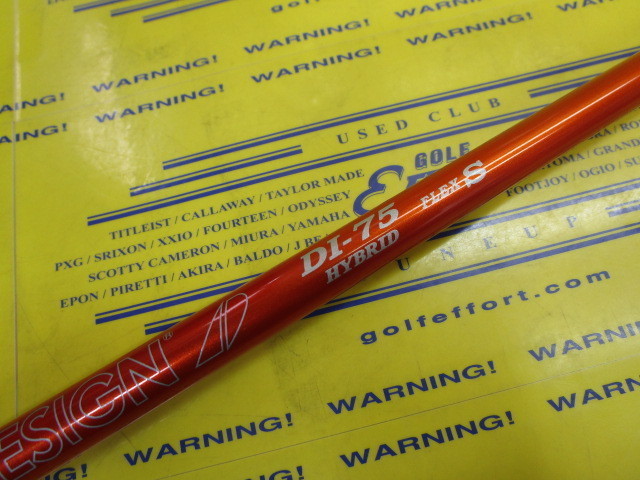 golfeffort.com
WARNING! WARNING! WARNING!
WARNING! WARNING! WARNING! WARNING!
USED CLUB
GOLF
TITLEIST / CALLAWAY / TAYLOR MADE
PXG / SRIXON / XXIO / FOURTEEN / ODYSSEY
SCOTTY CAMERON / MIURA / YAMAHA
EPON / PIRETTI / AKIRA / BALDO / J BEA
FOOTJOY / OGIO /
DI-75
HYBRID
FLEX S
ESIGN
golfeffort.com
WARNING! WARNING! WARNING!
WARNING! WARNING! WARNING!